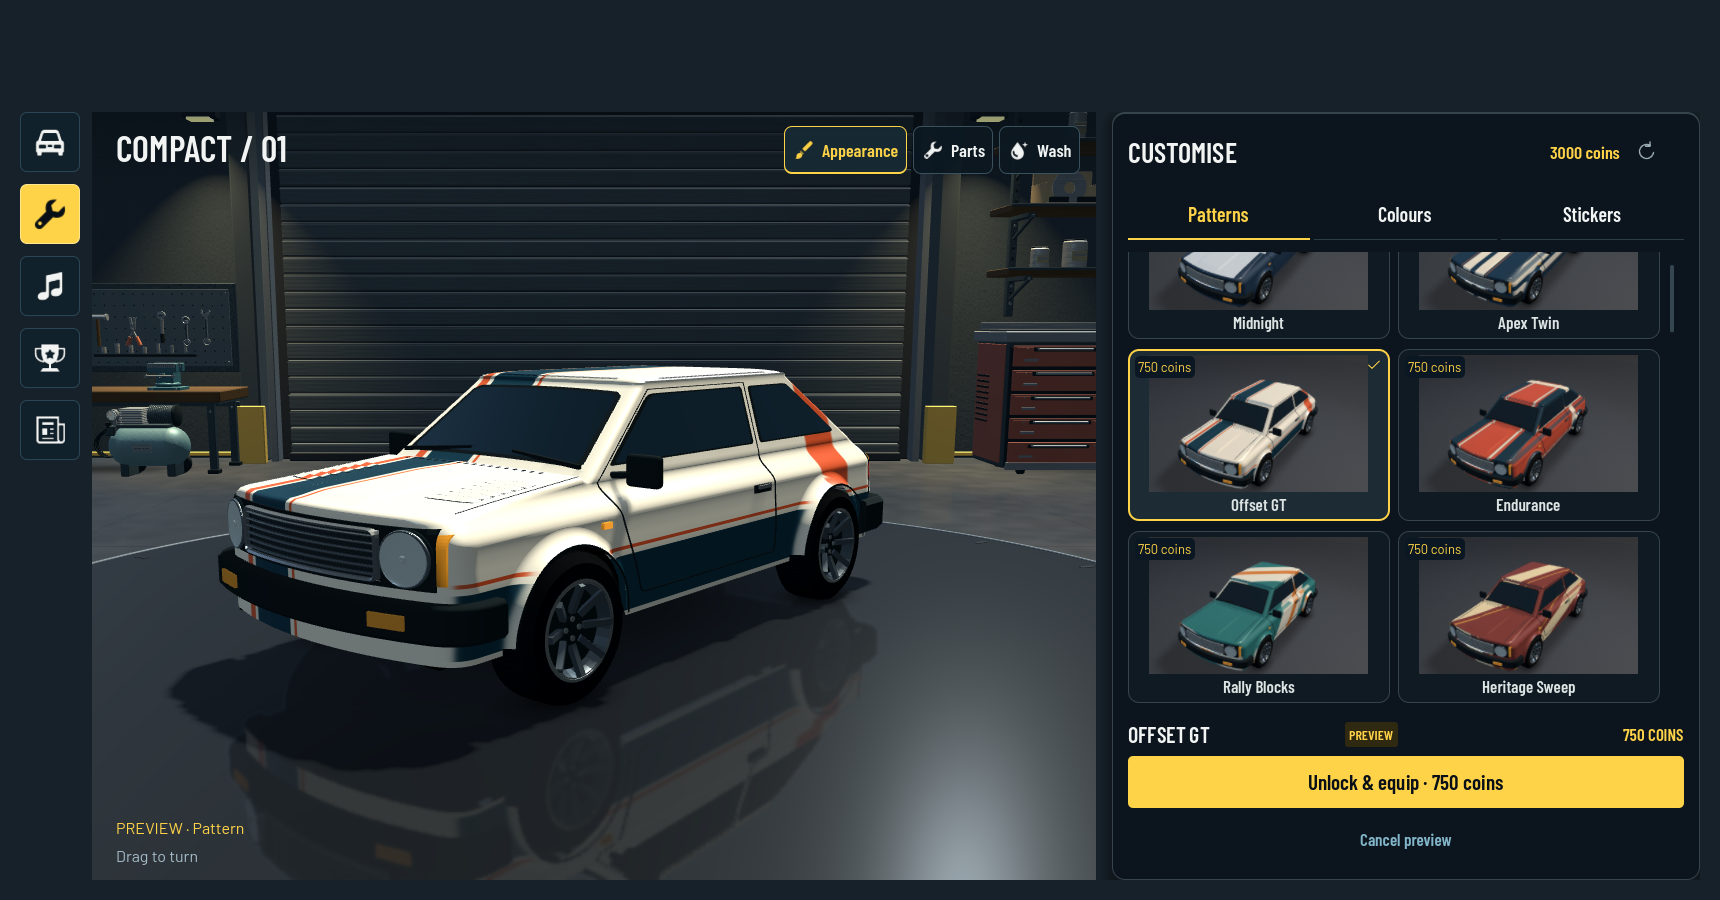 COMPACT / 01
Appearance
Parts
Wash
CUSTOMISE
3000 coins
Patterns
Colours
Stickers
Midnight
Apex Twin
750 coins
Offset GT
750 coins
Endurance
750 coins
Rally Blocks
750 coins
Heritage Sweep
OFFSET GT
PREVIEW
750 COINS
Unlock & equip · 750 coins
Cancel preview
PREVIEW · Pattern
Drag to turn